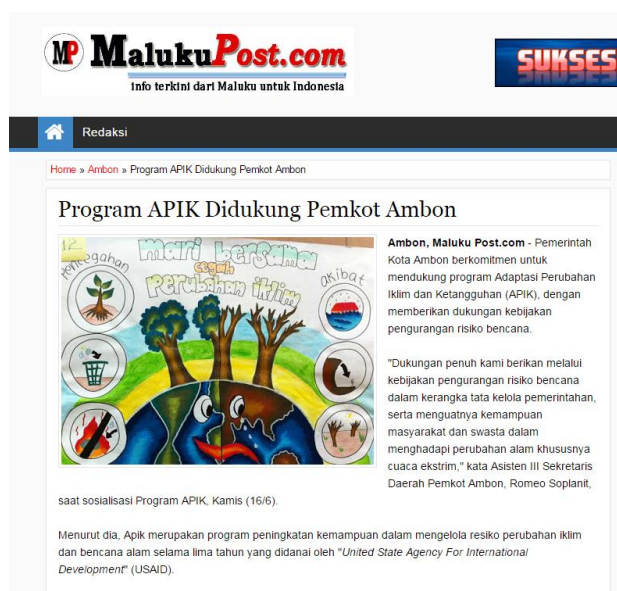 MP MalukuPost.com
info terkini dari Maluku untuk Indonesia
SUKSES
Redaksi
Home » Ambon » Program APIK Didukung Pemkot Ambon
Program APIK Didukung Pemkot Ambon
12
mari bersama
cegah
perubahan iklim
pencegahan
akibat
Ambon, Maluku Post.com - Pemerintah
Kota Ambon berkomitmen untuk
mendukung program Adaptasi Perubahan
Iklim dan Ketangguhan (APIK), dengan
memberikan dukungan kebijakan
pengurangan risiko bencana.
"Dukungan penuh kami berikan melalui
kebijakan pengurangan risiko bencana
dalam kerangka tata kelola pemerintahan,
serta menguatnya kemampuan
masyarakat dan swasta dalam
menghadapi perubahan alam khususnya
cuaca ekstrim," kata Asisten III Sekretaris
Daerah Pemkot Ambon, Romeo Soplanit,
saat sosialisasi Program APIK, Kamis (16/6).
Menurut dia, Apik merupakan program peningkatan kemampuan dalam mengelola resiko perubahan iklim
dan bencana alam selama lima tahun yang didanai oleh "United State Agency For International
Development" (USAID).